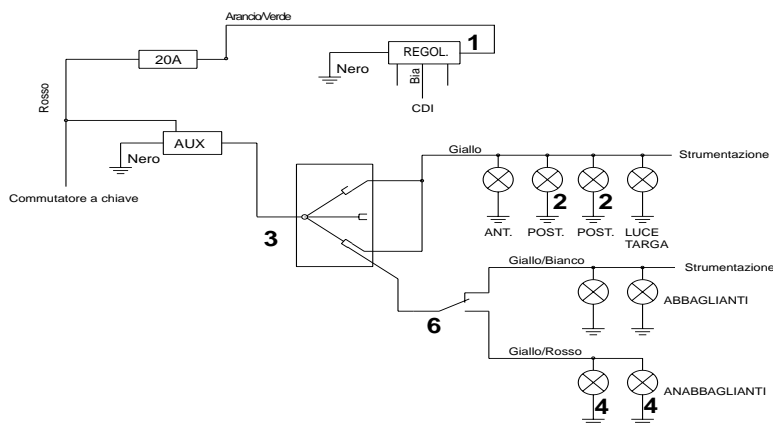 Arancio/Verde
1
20A
REGOL.
Nero
Bia
CDI
Rosso
AUX
Nero
Giallo
Strumentazione
Commutatore a chiave
3
2
2
ANT.
POST.
POST.
LUCE
TARGA
Giallo/Bianco
Strumentazione
ABBAGLIANTI
6
Giallo/Rosso
ANABBAGLIANTI
4
4